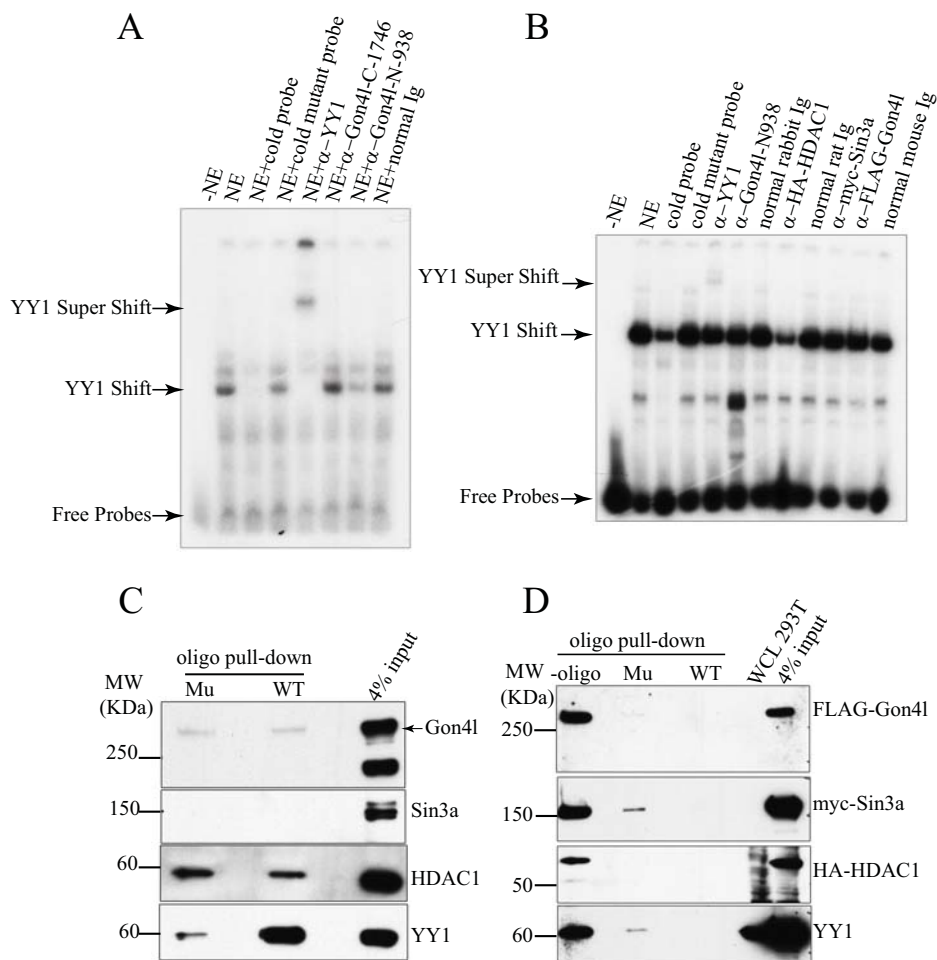 A
-NE
NE
NE+cold probe
NE+cold mutant probe
NE+α–YY1
NE+α–Gon4l-C-1746
NE+α–Gon4l-N-938
NE+normal Ig
YY1 Super Shift
YY1 Shift
Free Probes
B
-NE
NE
cold probe
cold mutant probe
α–YY1
α–Gon4l-N938
normal rabbit Ig
α–HA-HDAC1
normal rat Ig
α–myc-Sin3a
α–FLAG-Gon4l
normal mouse Ig
YY1 Super Shift
YY1 Shift
Free Probes
C
oligo pull-down
MW
(KDa)
Mu
WT
4% input
250
Gon4l
150
Sin3a
60
HDAC1
60
YY1
D
oligo pull-down
MW
(KDa)
-oligo
Mu
WT
WCL 293T
4% input
250
FLAG-Gon4l
150
myc-Sin3a
50
HA-HDAC1
60
YY1